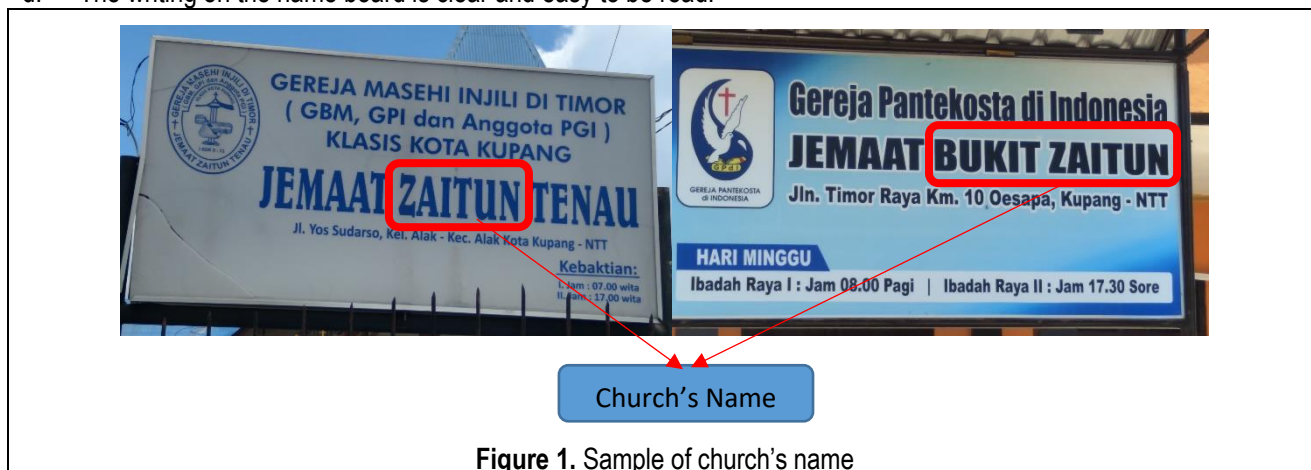 d. The writing on the name board is clear and easy to be read.
GEREJA MASEHI INJILI DI TIMOR
( GBM, GPI dan Anggota PGI )
KLASIS KOTA KUPANG
JEMAAT ZAITUN TENAU
Jl. Yos Sudarso, Kel. Alak - Kec. Alak Kota Kupang - NTT
Kebaktian:
I. Jam : 07.00 wita
II. Jam : 17.00 wita
GEREJA MASEHI INJILI DI TIMOR
JEMAAT ZAITUN TENAU
Gereja Pantekosta di Indonesia
JEMAAT BUKIT ZAITUN
Jln. Timor Raya Km. 10 Oesapa, Kupang - NTT
GPdI
GEREJA PANTEKOSTA
di INDONESIA
HARI MINGGU
Ibadah Raya I : Jam 08.00 Pagi | Ibadah Raya II : Jam 17.30 Sore
Church's Name
Figure 1. Sample of church's name